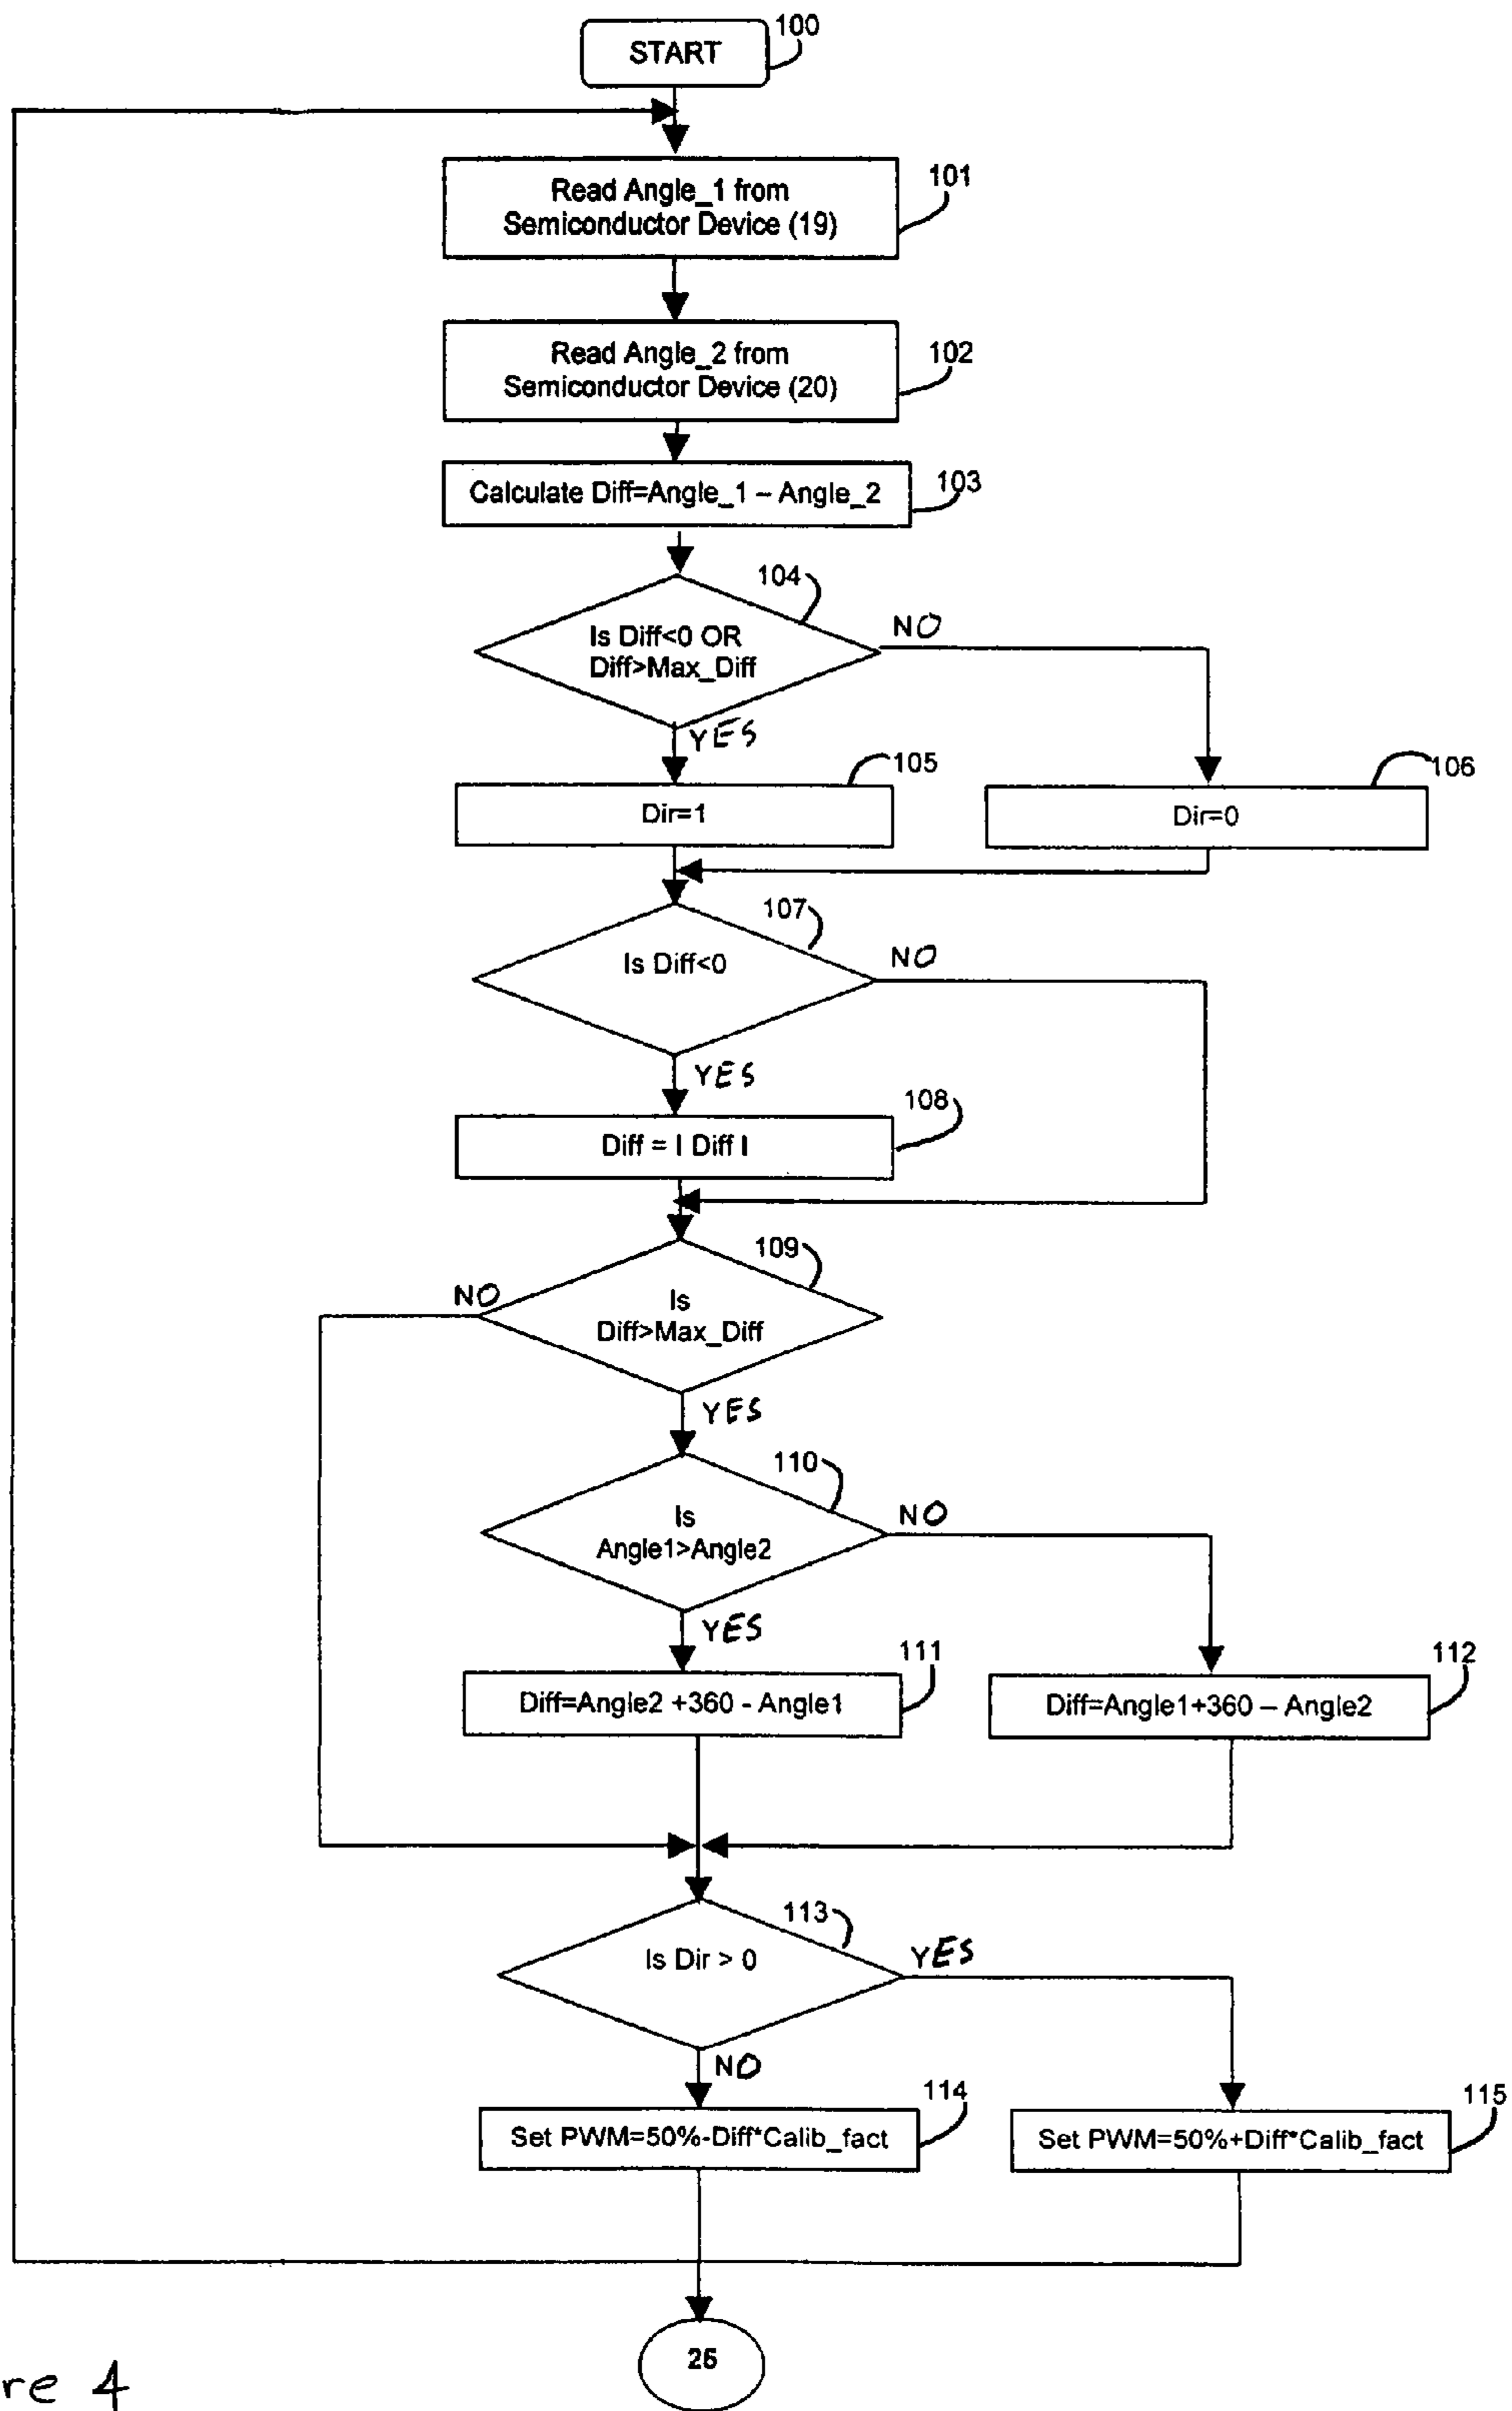 START
100
Read Angle_1 from
Semiconductor Device (19)
101
Read Angle_2 from
Semiconductor Device (20)
102
Calculate Diff=Angle_1 – Angle_2
103
104
Is Diff<0 OR
Diff>Max_Diff
NO
YES
105
Dir=1
106
Dir=0
107
Is Diff<0
NO
YES
108
Diff = I Diff I
109
NO
Is
Diff>Max_Diff
YES
110
Is
Angle1>Angle2
NO
YES
111
Diff=Angle2 +360 - Angle1
112
Diff=Angle1+360 – Angle2
113
Is Dir > 0
YES
NO
114
Set PWM=50%-Diff*Calib_fact
115
Set PWM=50%+Diff*Calib_fact
25
re 4